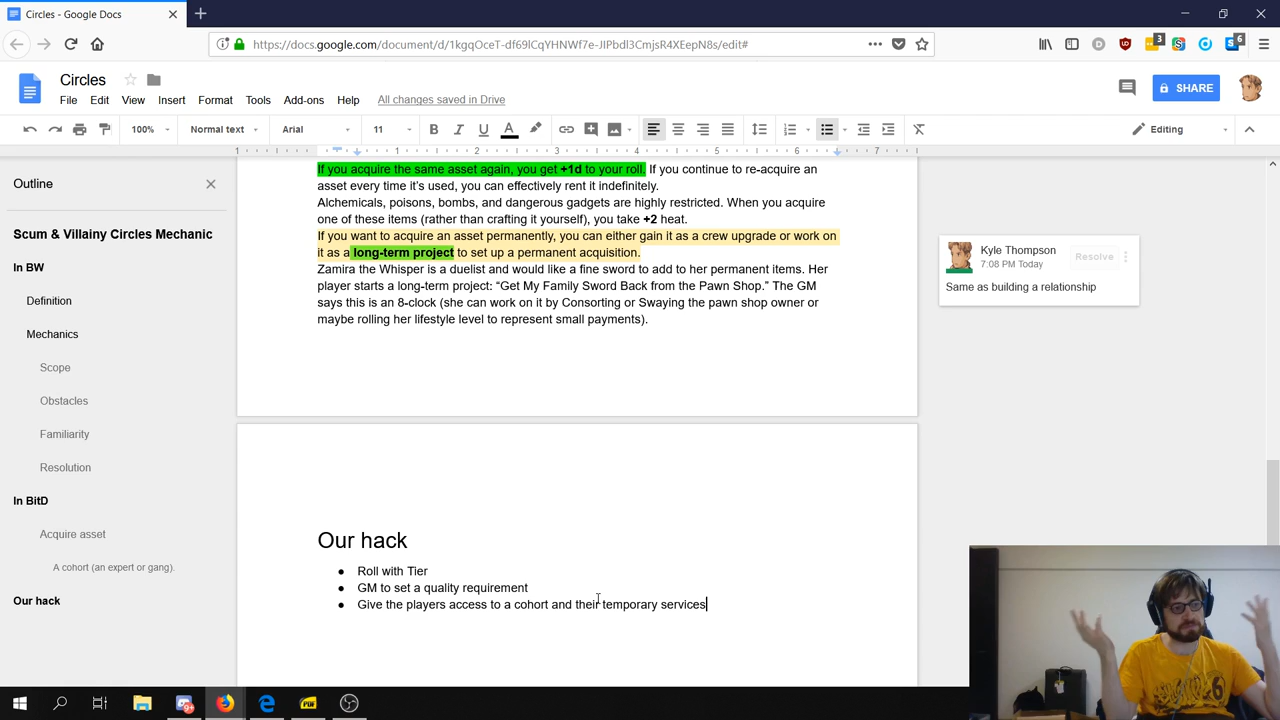 Circles - Google Docs
https://docs.google.com/document/d/1kgqOceT-df69lCqYHNWf7e-JIPbdl3CmjsR4XEepN8s/edit#
3
6
Circles
File Edit View Insert Format Tools Add-ons Help All changes saved in Drive
SHARE
100% Normal text Arial 11 B I U A Editing
1 1 2 3 4 5 6 7
Outline
Scum & Villainy Circles Mechanic
In BW
Definition
Mechanics
Scope
Obstacles
Familiarity
Resolution
In BitD
Acquire asset
A cohort (an expert or gang).
Our hack
If you acquire the same asset again, you get +1d to your roll. If you continue to re-acquire an
asset every time it's used, you can effectively rent it indefinitely.
Alchemicals, poisons, bombs, and dangerous gadgets are highly restricted. When you acquire
one of these items (rather than crafting it yourself), you take +2 heat.
If you want to acquire an asset permanently, you can either gain it as a crew upgrade or work on
it as a long-term project to set up a permanent acquisition.
Zamira the Whisper is a duelist and would like a fine sword to add to her permanent items. Her
player starts a long-term project: “Get My Family Sword Back from the Pawn Shop.” The GM
says this is an 8-clock (she can work on it by Consorting or Swaying the pawn shop owner or
maybe rolling her lifestyle level to represent small payments).
Our hack
● Roll with Tier
● GM to set a quality requirement
● Give the players access to a cohort and their temporary services
Kyle Thompson
7:08 PM Today
Resolve
Same as building a relationship
PDF